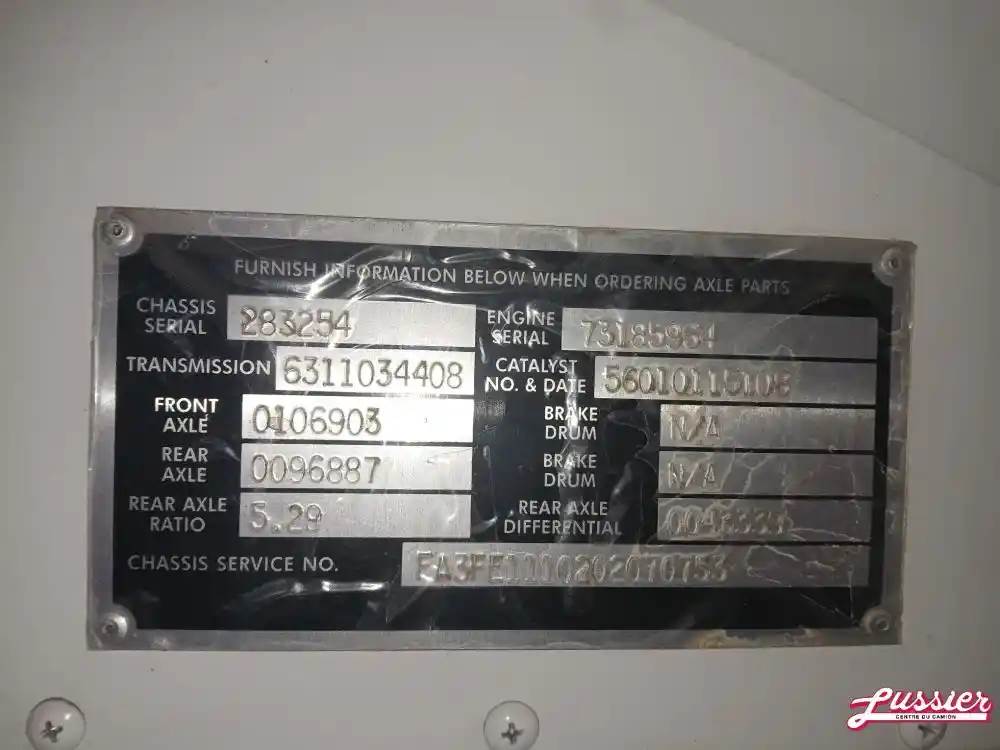 FURNISH INFORMATION BELOW WHEN ORDERING AXLE PARTS
CHASSIS SERIAL 283254
ENGINE SERIAL 73185964
TRANSMISSION 6311034408
CATALYST NO. & DATE
FRONT AXLE 0106903
BRAKE DRUM N/A
REAR AXLE 0096887
BRAKE DRUM N/A
REAR AXLE RATIO 5.29
REAR AXLE DIFFERENTIAL
CHASSIS SERVICE NO.
Lussier
CENTRE DU CAMION